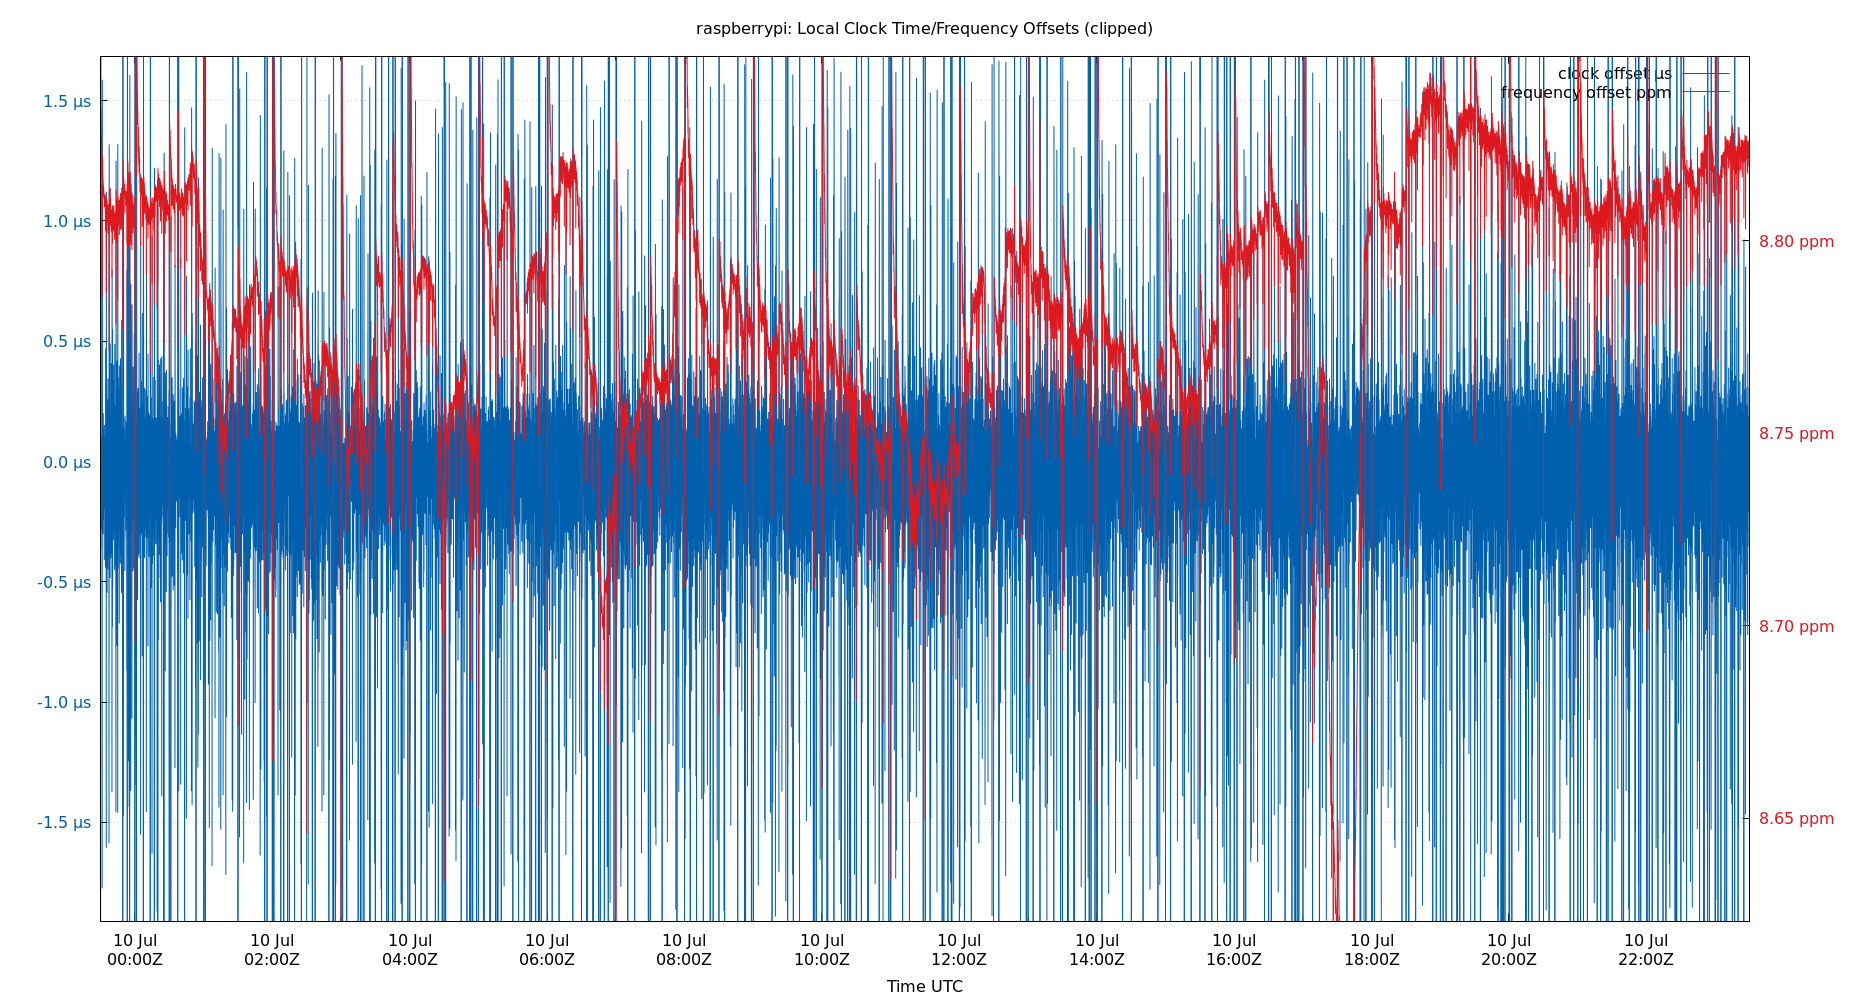 raspberrypi: Local Clock Time/Frequency Offsets (clipped)
clock offset µs
frequency offset ppm
1.5 µs
1.0 µs
0.5 µs
0.0 µs
-0.5 µs
-1.0 µs
-1.5 µs
8.80 ppm
8.75 ppm
8.70 ppm
8.65 ppm
10 Jul 10 Jul 10 Jul 10 Jul 10 Jul 10 Jul 10 Jul 10 Jul 10 Jul 10 Jul 10 Jul 10 Jul
00:00Z 02:00Z 04:00Z 06:00Z 08:00Z 10:00Z 12:00Z 14:00Z 16:00Z 18:00Z 20:00Z 22:00Z
Time UTC